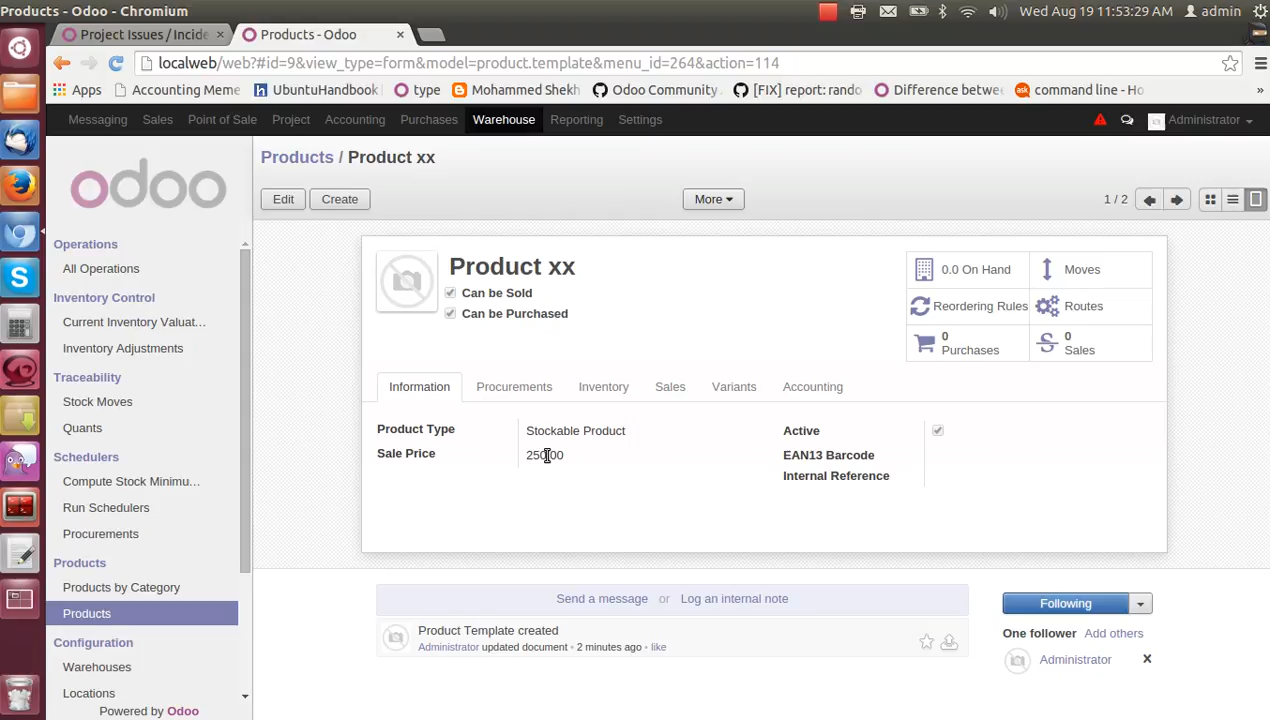 Products - Odoo - Chromium
Wed Aug 19 11:53:29 AM admin
Project Issues / Incide ×
Products - Odoo ×
localweb/web?#id=9&view_type=form&model=product.template&menu_id=264&action=114
Apps Accounting Meme UbuntuHandbook type Mohammed Shekh Odoo Community [FIX] report: rando Difference betwee command line - Ho »
Messaging Sales Point of Sale Project Accounting Purchases Warehouse Reporting Settings Administrator
odoo
Operations
All Operations
Inventory Control
Current Inventory Valuat...
Inventory Adjustments
Traceability
Stock Moves
Quants
Schedulers
Compute Stock Minimu...
Run Schedulers
Procurements
Products
Products by Category
Products
Configuration
Warehouses
Locations
Powered by Odoo
Products / Product xx
Edit Create More 1 / 2
Product xx
Can be Sold
Can be Purchased
0.0 On Hand Moves
Reordering Rules Routes
0 Purchases 0 Sales
Information Procurements Inventory Sales Variants Accounting
Product Type Stockable Product
Sale Price 250.00
Active
EAN13 Barcode
Internal Reference
Send a message or Log an internal note
Product Template created
Administrator updated document • 2 minutes ago • like
Following
One follower Add others
Administrator x